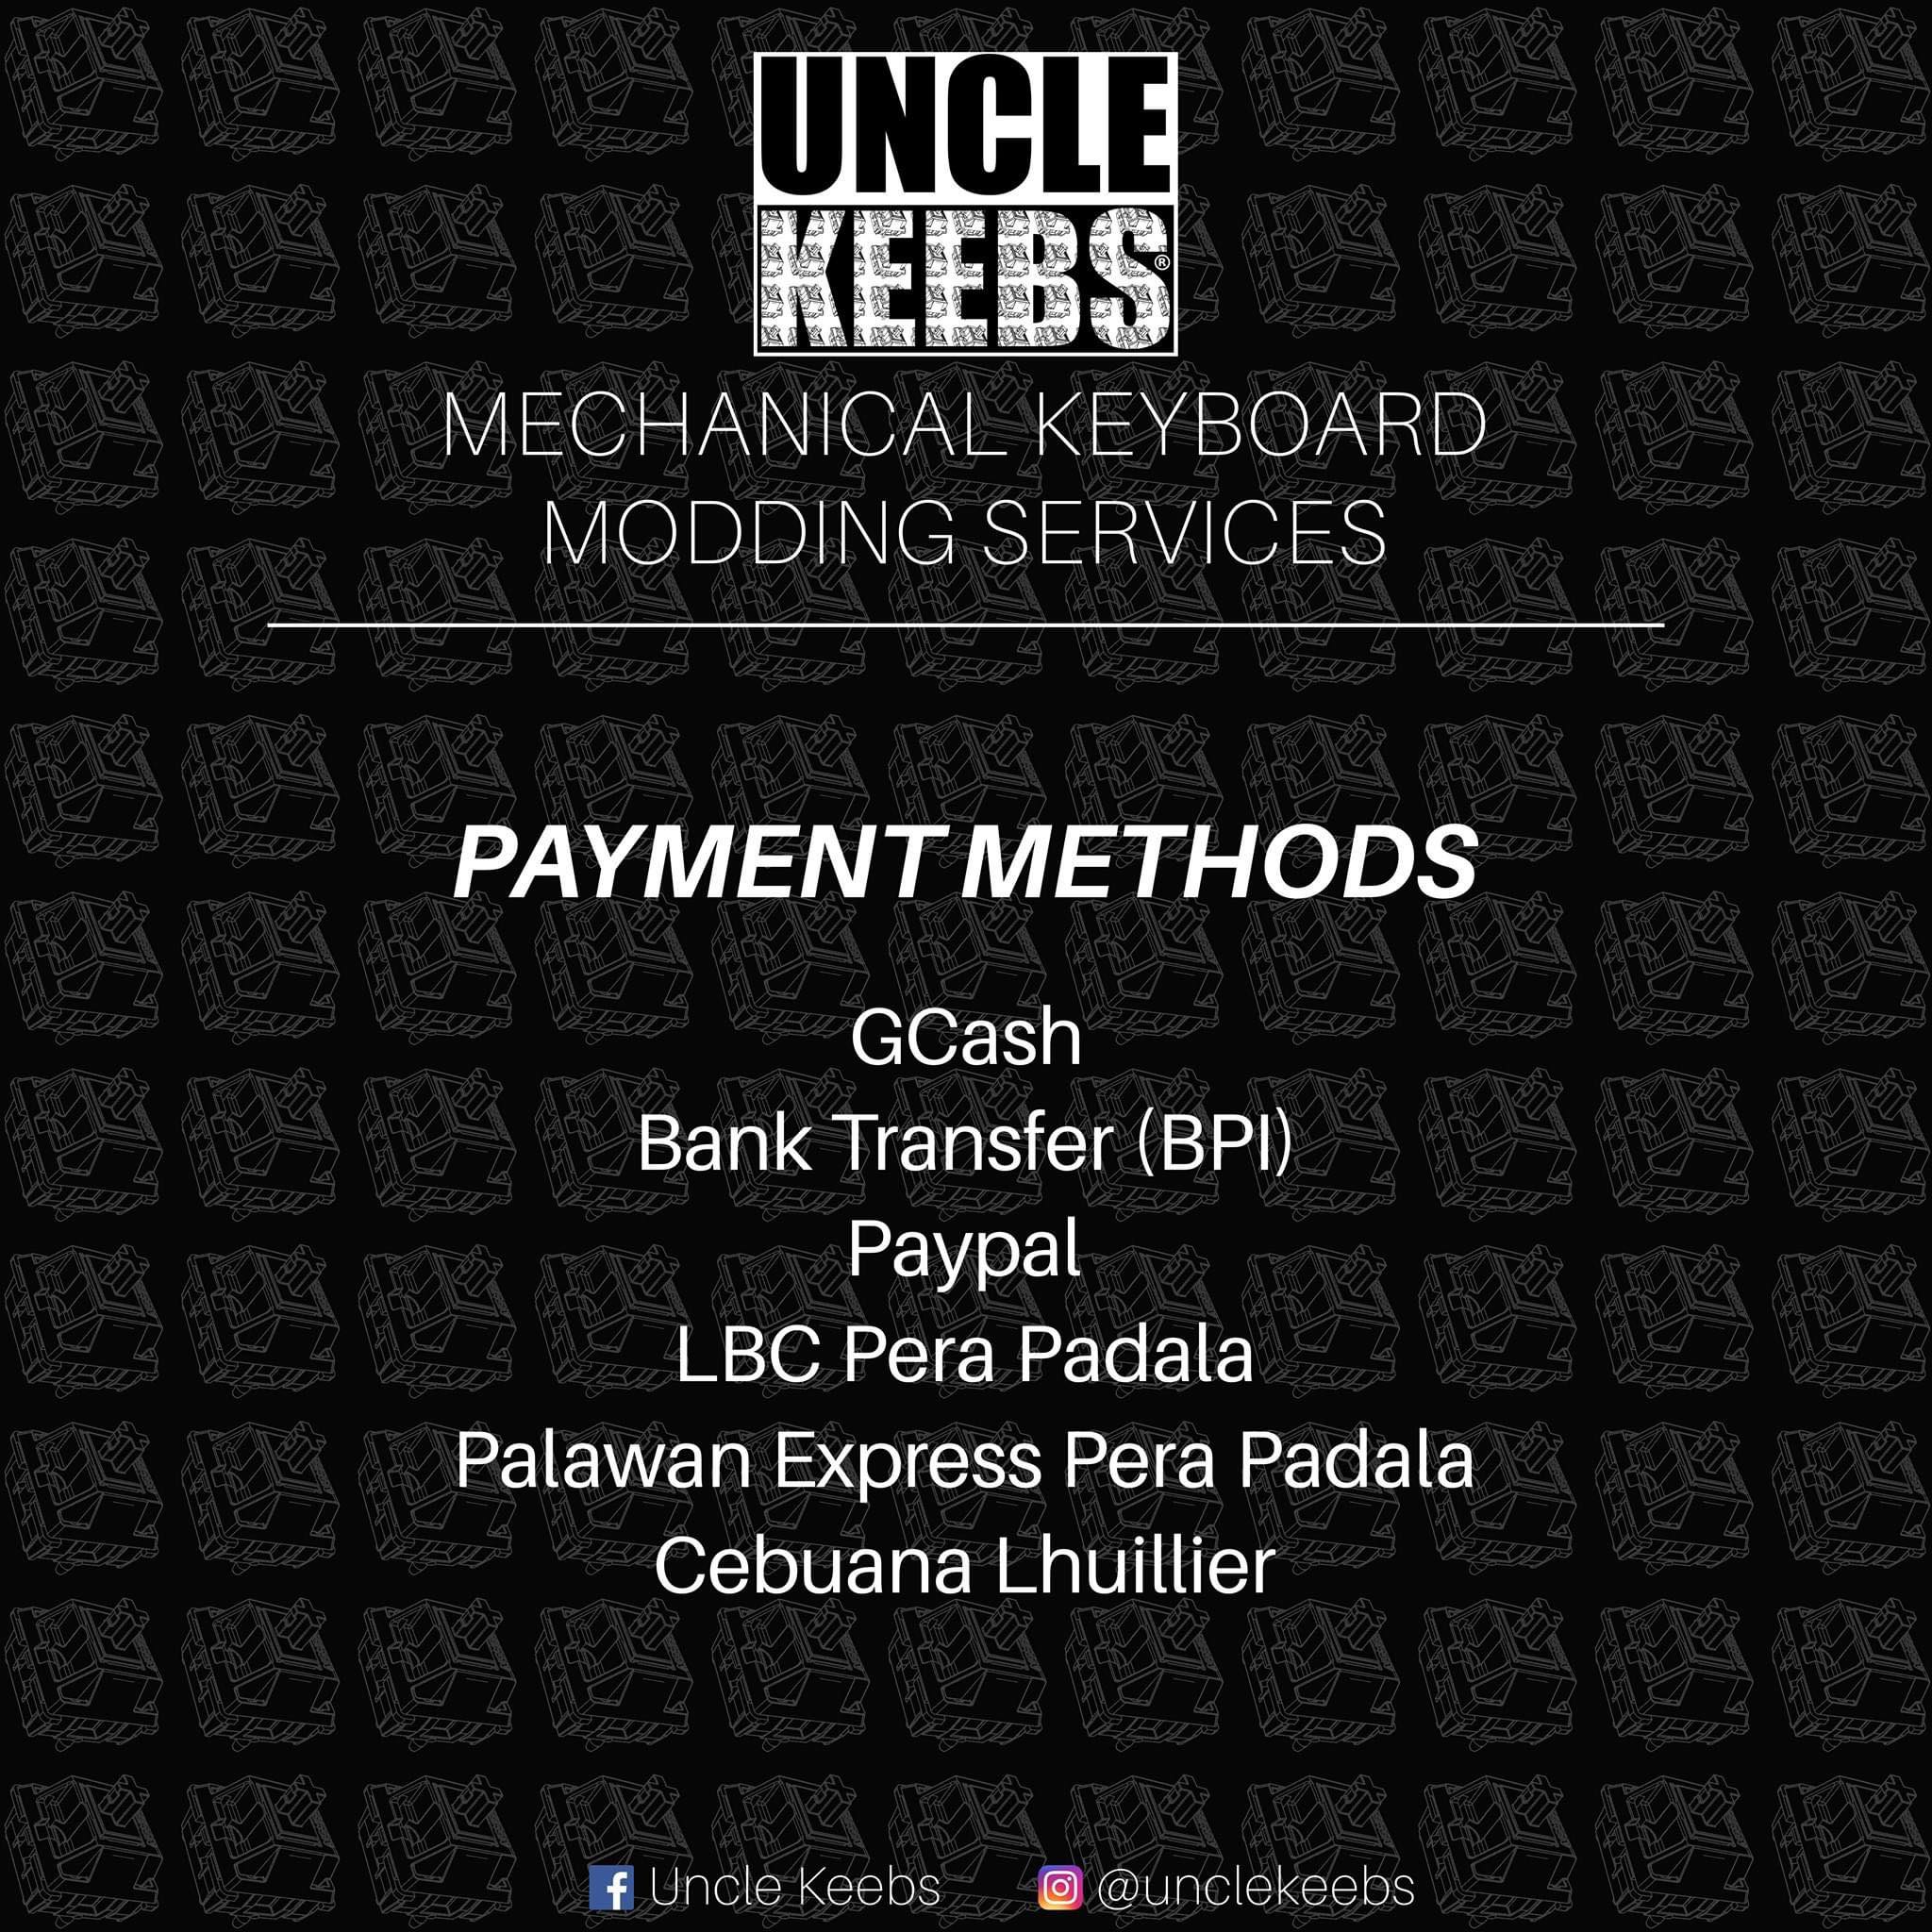 UNCLE
KEEBS®
MECHANICAL KEYBOARD
MODDING SERVICES
PAYMENT METHODS
GCash
Bank Transfer (BPI)
Paypal
LBC Pera Padala
Palawan Express Pera Padala
Cebuana Lhuillier
Uncle Keebs @unclekeebs